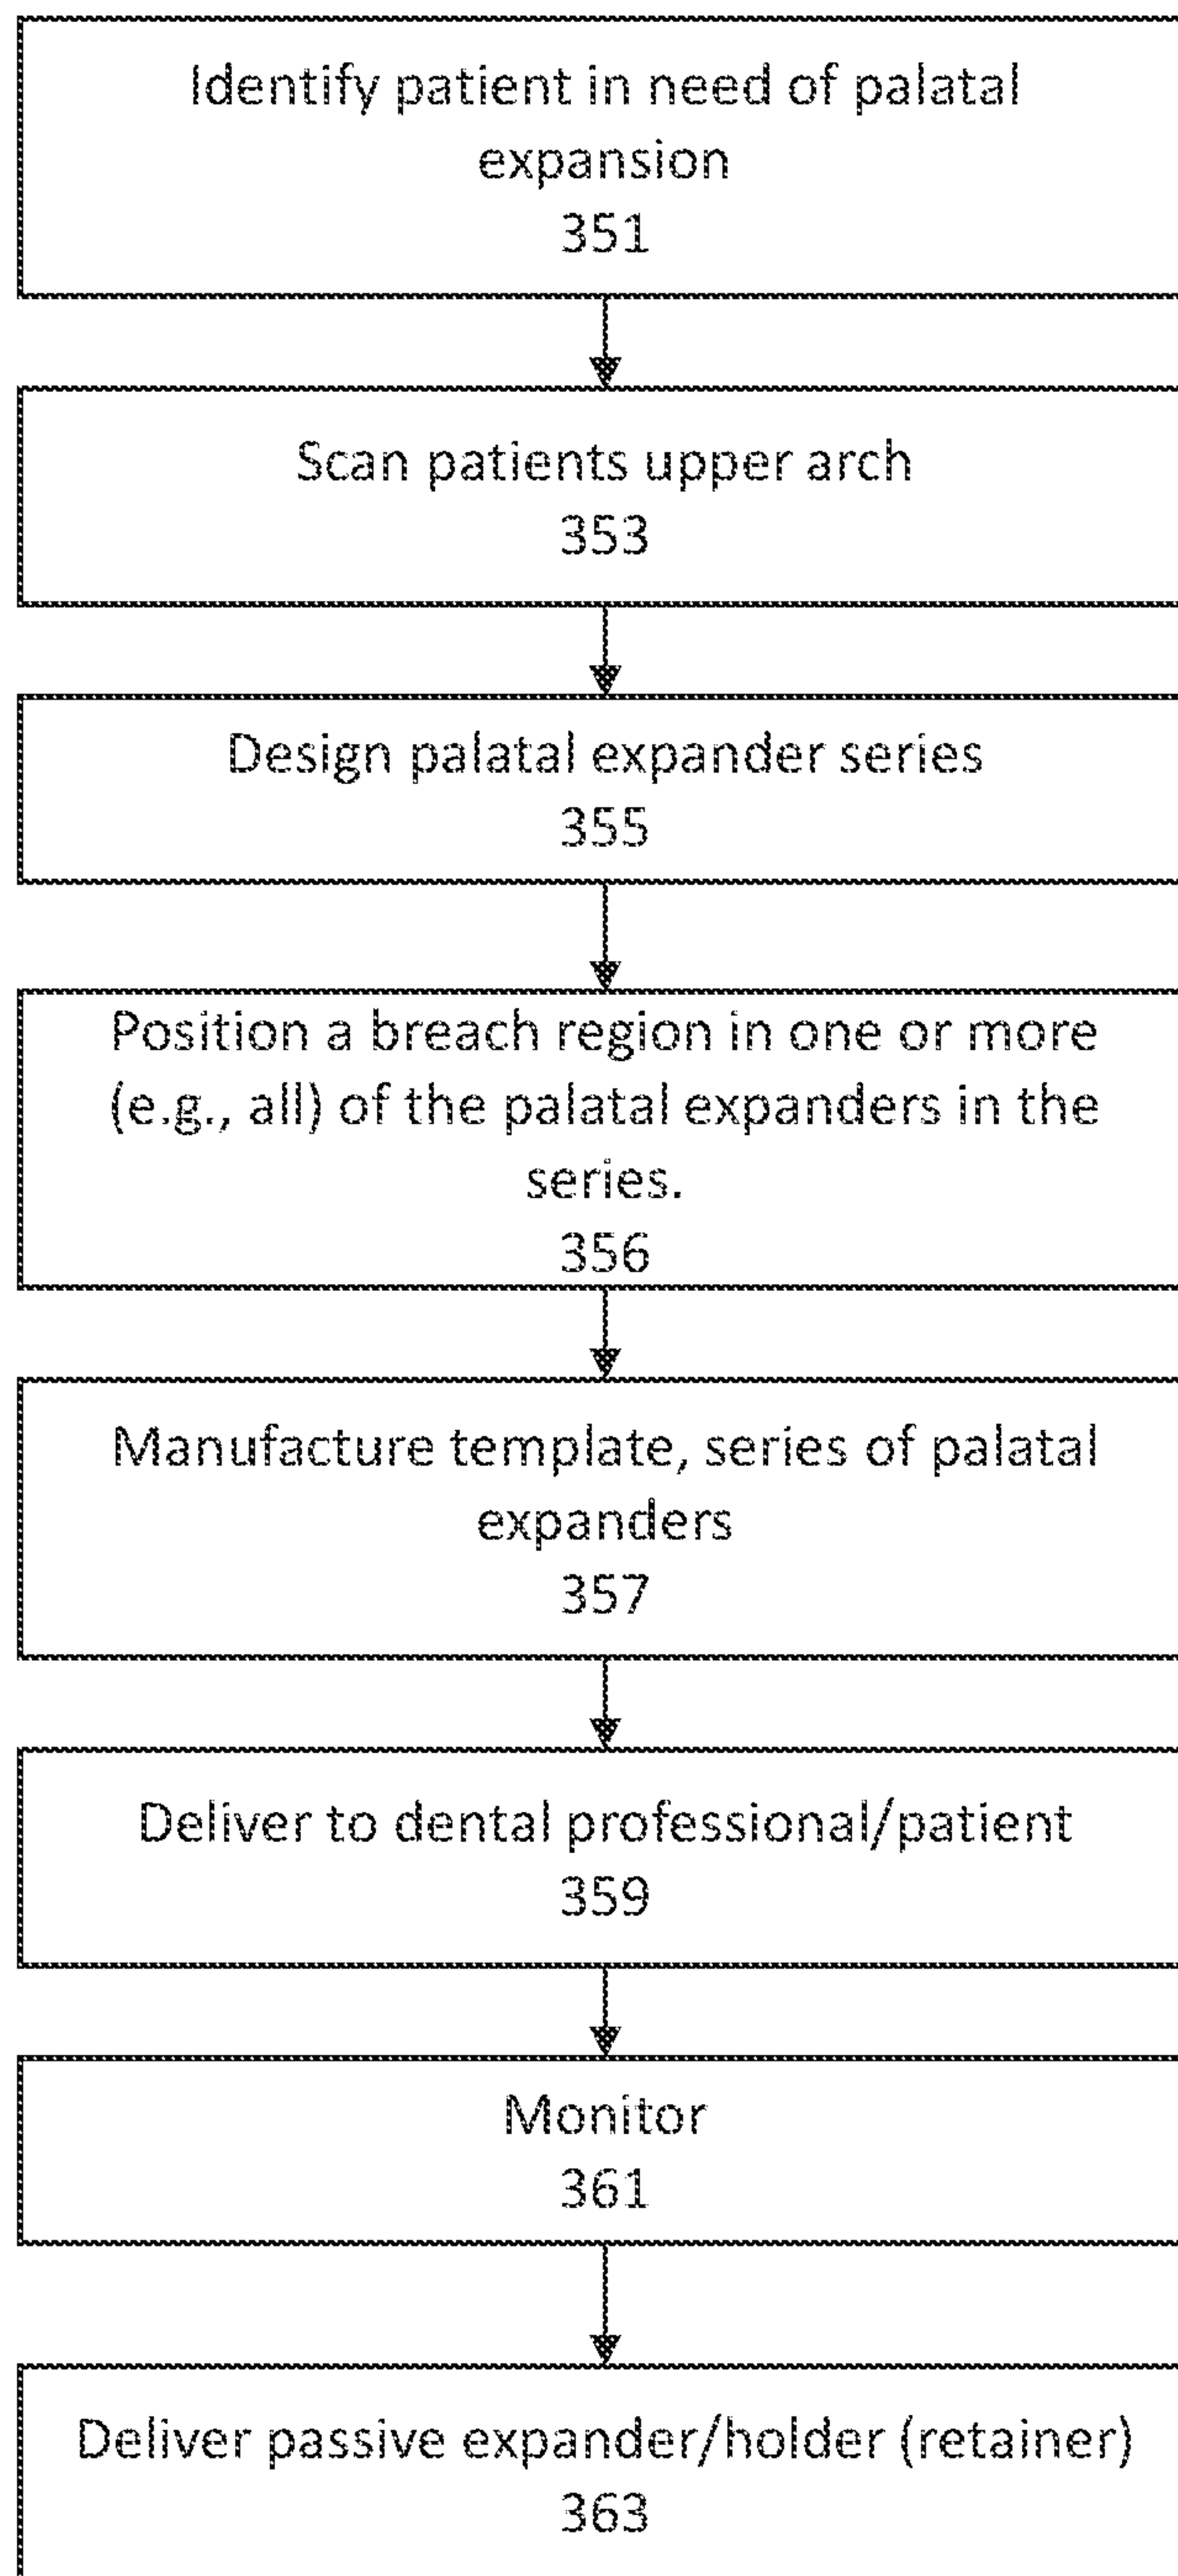 Identify patient in need of palatal
expansion
351
Scan patients upper arch
353
Design palatal expander series
355
Position a breach region in one or more
(e.g., all) of the palatal expanders in the
series.
356
Manufacture template, series of palatal
expanders
357
Deliver to dental professional/patient
359
Monitor
361
Deliver passive expander/holder (retainer)
363